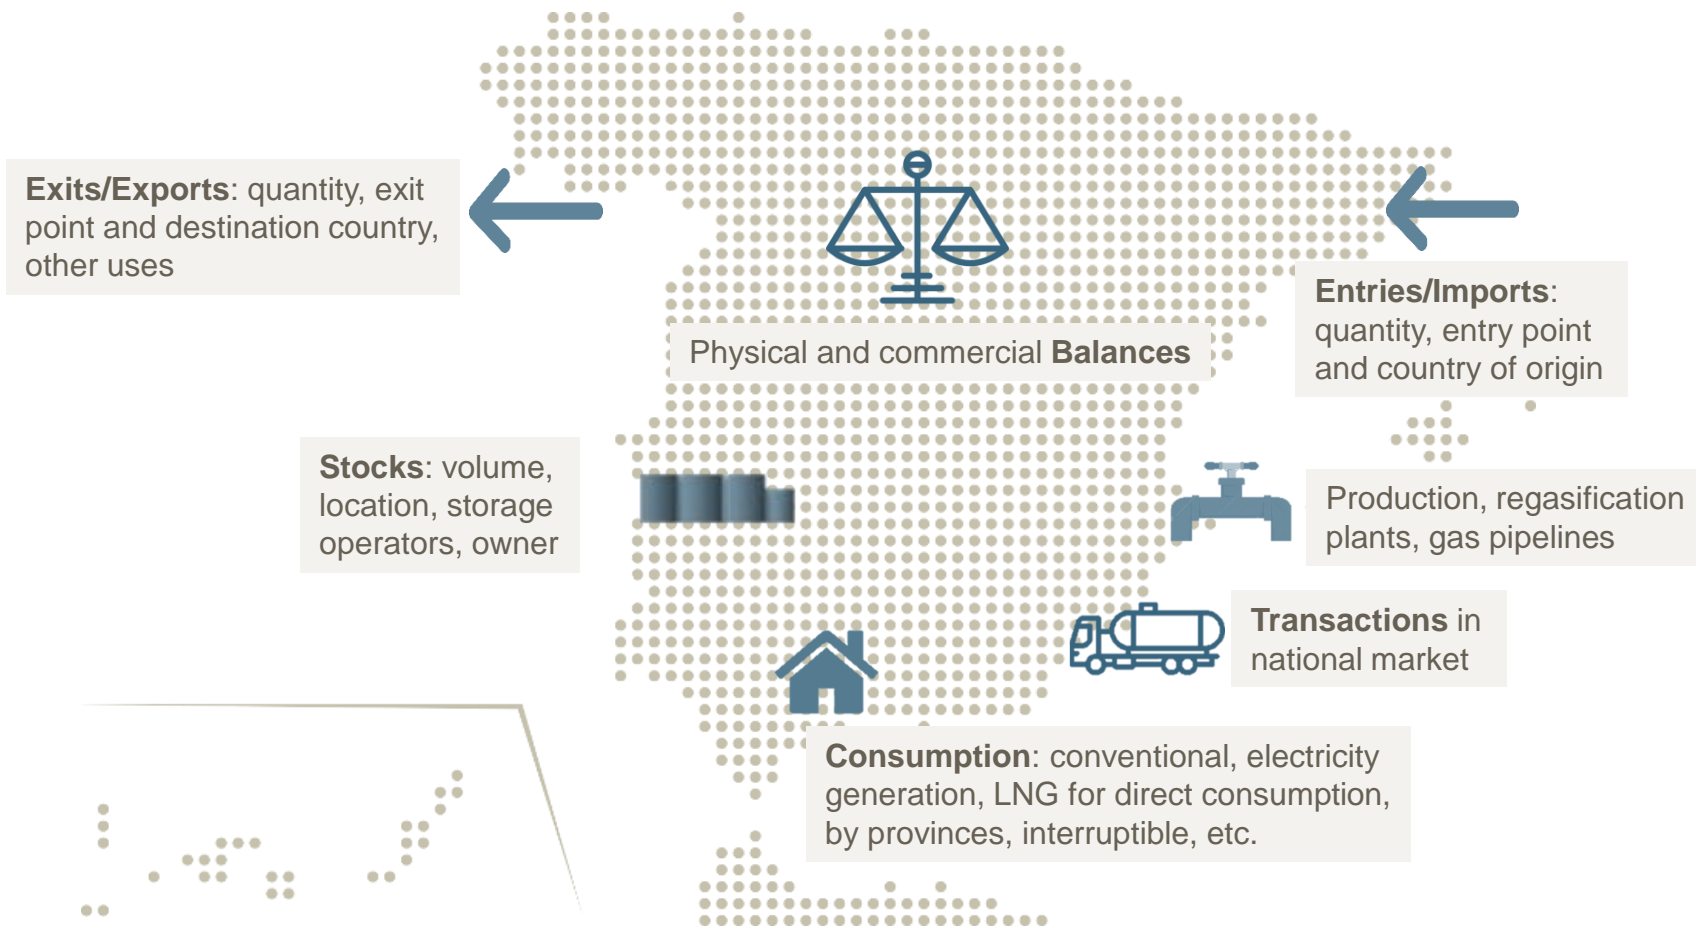 Exits/Exports: quantity, exit
point and destination country,
other uses
Entries/Imports:
quantity, entry point
and country of origin
Physical and commercial Balances
Stocks: volume,
location, storage
operators, owner
Production, regasification
plants, gas pipelines
Transactions in
national market
Consumption: conventional, electricity
generation, LNG for direct consumption,
by provinces, interruptible, etc.